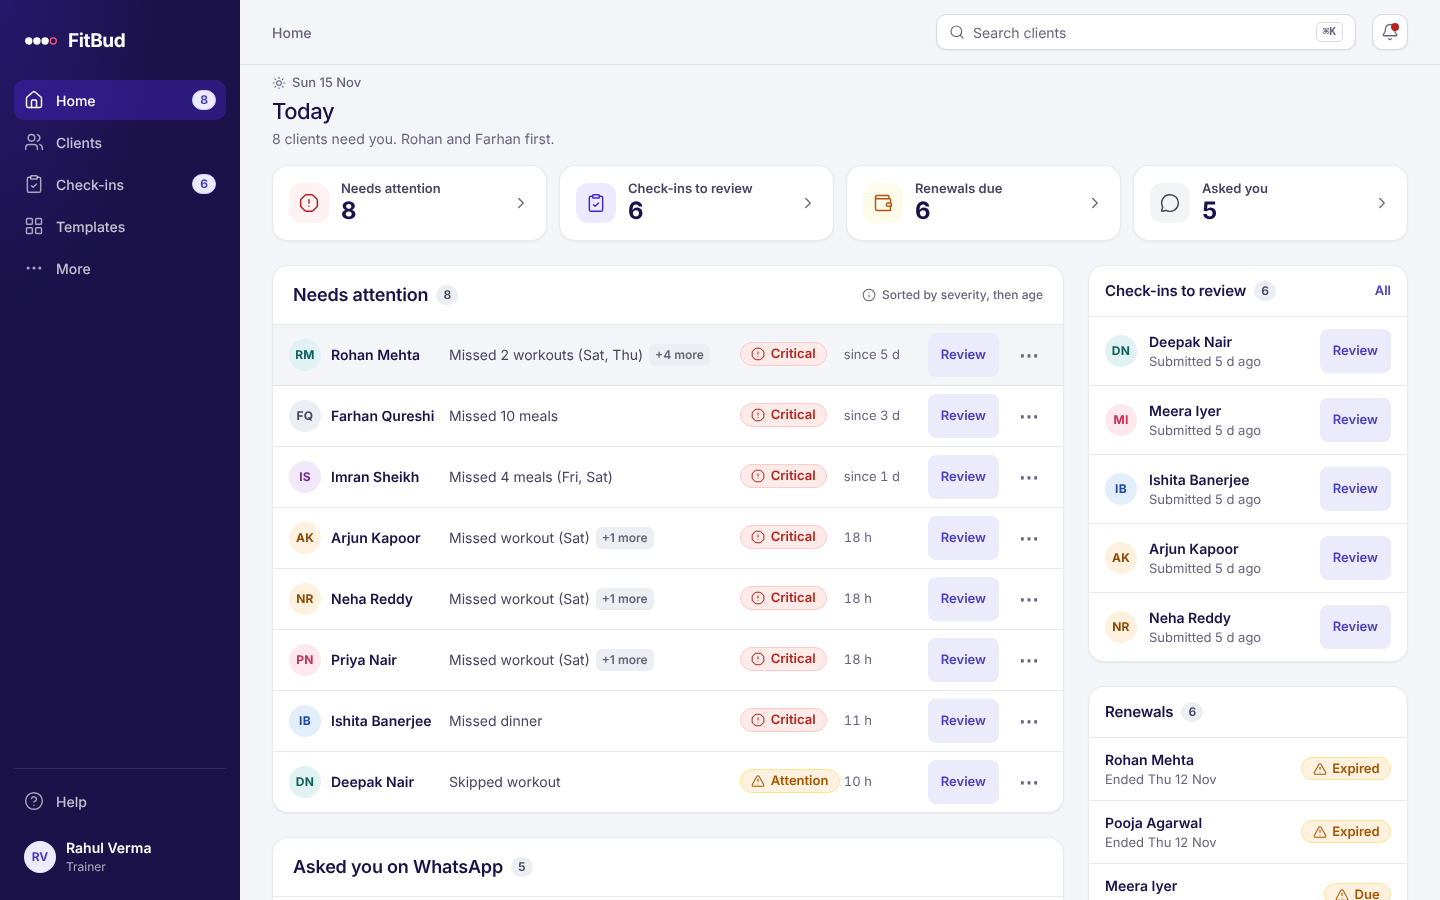 FitBud
Home 8
Clients
Check-ins 6
Templates
More
Help
RV Rahul Verma
Trainer
Home
Search clients ⌘K
Sun 15 Nov
Today
8 clients need you. Rohan and Farhan first.
Needs attention
8
Check-ins to review
6
Renewals due
6
Asked you
5
Needs attention 8 Sorted by severity, then age
RM Rohan Mehta Missed 2 workouts (Sat, Thu) +4 more Critical since 5 d Review
FQ Farhan Qureshi Missed 10 meals Critical since 3 d Review
IS Imran Sheikh Missed 4 meals (Fri, Sat) Critical since 1 d Review
AK Arjun Kapoor Missed workout (Sat) +1 more Critical 18 h Review
NR Neha Reddy Missed workout (Sat) +1 more Critical 18 h Review
PN Priya Nair Missed workout (Sat) +1 more Critical 18 h Review
IB Ishita Banerjee Missed dinner Critical 11 h Review
DN Deepak Nair Skipped workout Attention 10 h Review
Asked you on WhatsApp 5
Check-ins to review 6 All
DN Deepak Nair Review
Submitted 5 d ago
MI Meera Iyer Review
Submitted 5 d ago
IB Ishita Banerjee Review
Submitted 5 d ago
AK Arjun Kapoor Review
Submitted 5 d ago
NR Neha Reddy Review
Submitted 5 d ago
Renewals 6
Rohan Mehta Expired
Ended Thu 12 Nov
Pooja Agarwal Expired
Ended Thu 12 Nov
Meera Iyer Due